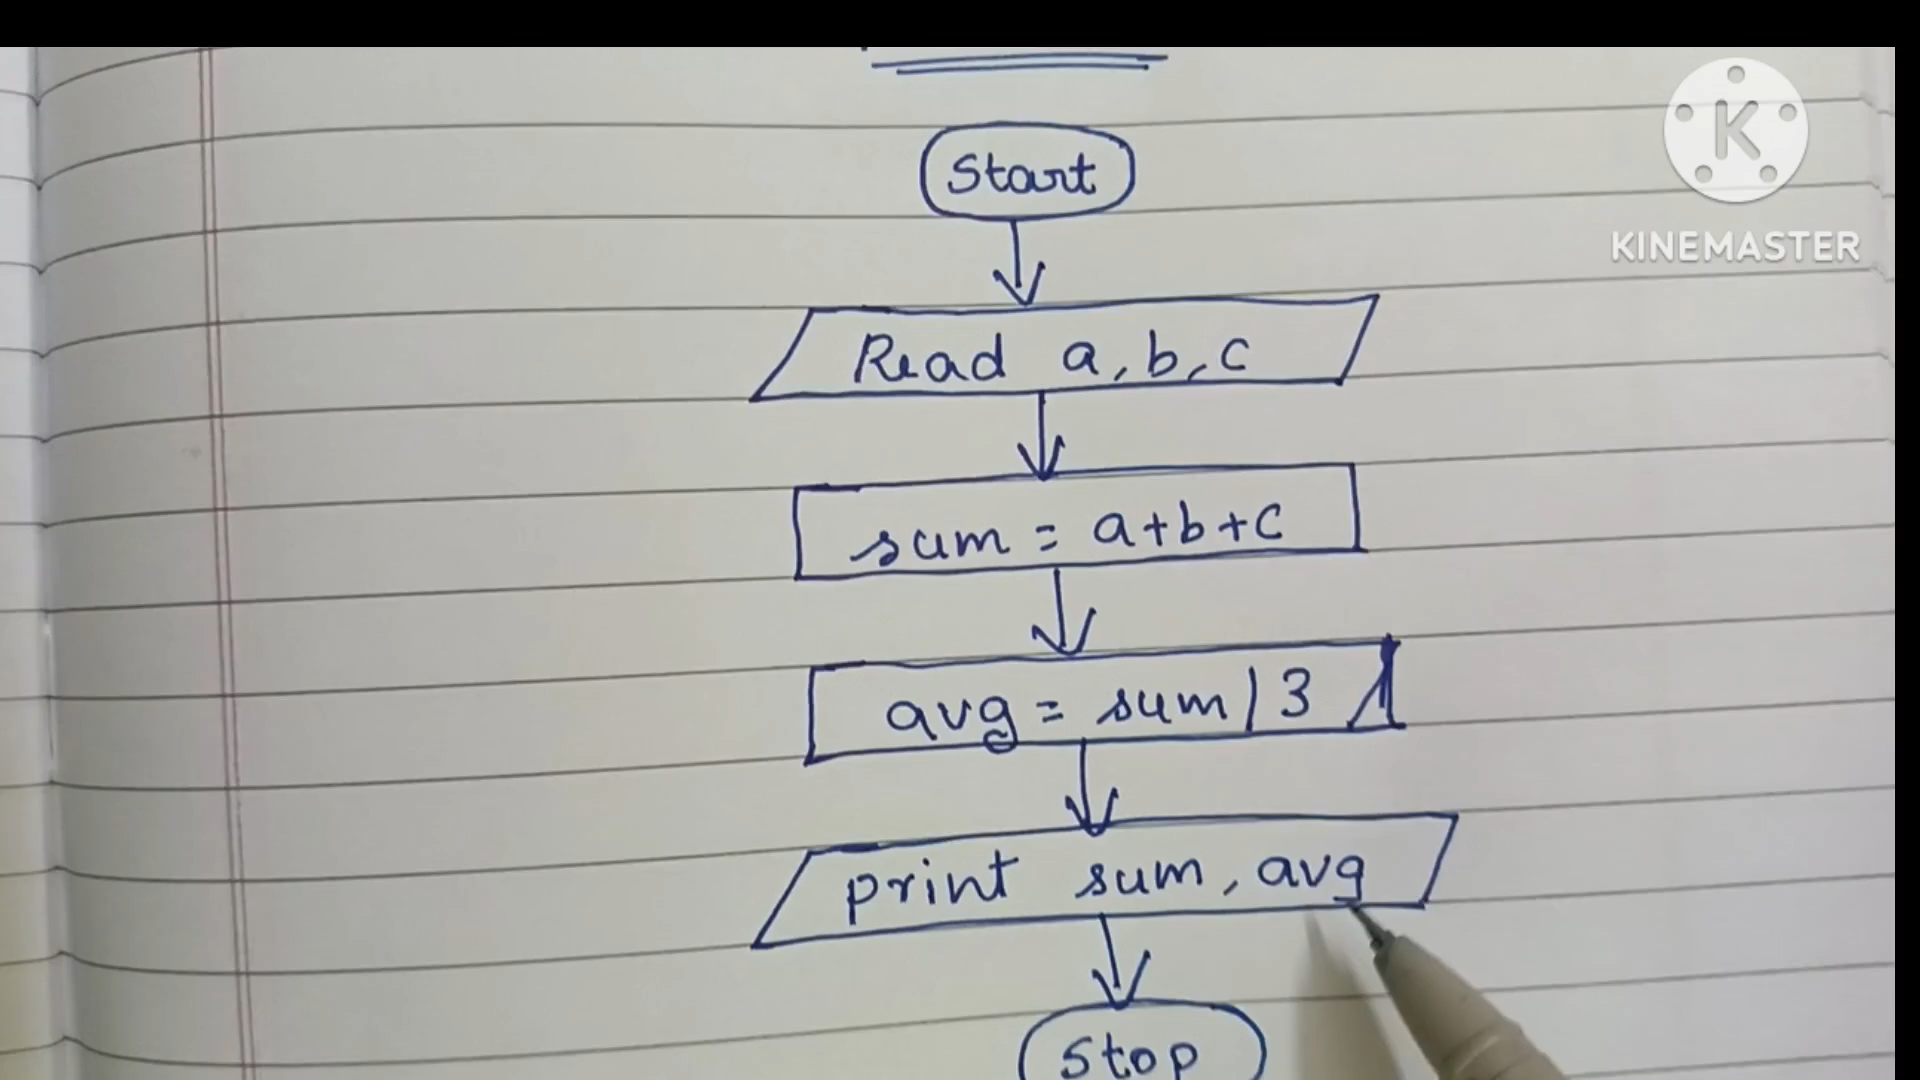 Start
K
KINEMASTER
Read a, b, c
sum = a+b+c
avg = sum / 3
print sum, avg
Stop